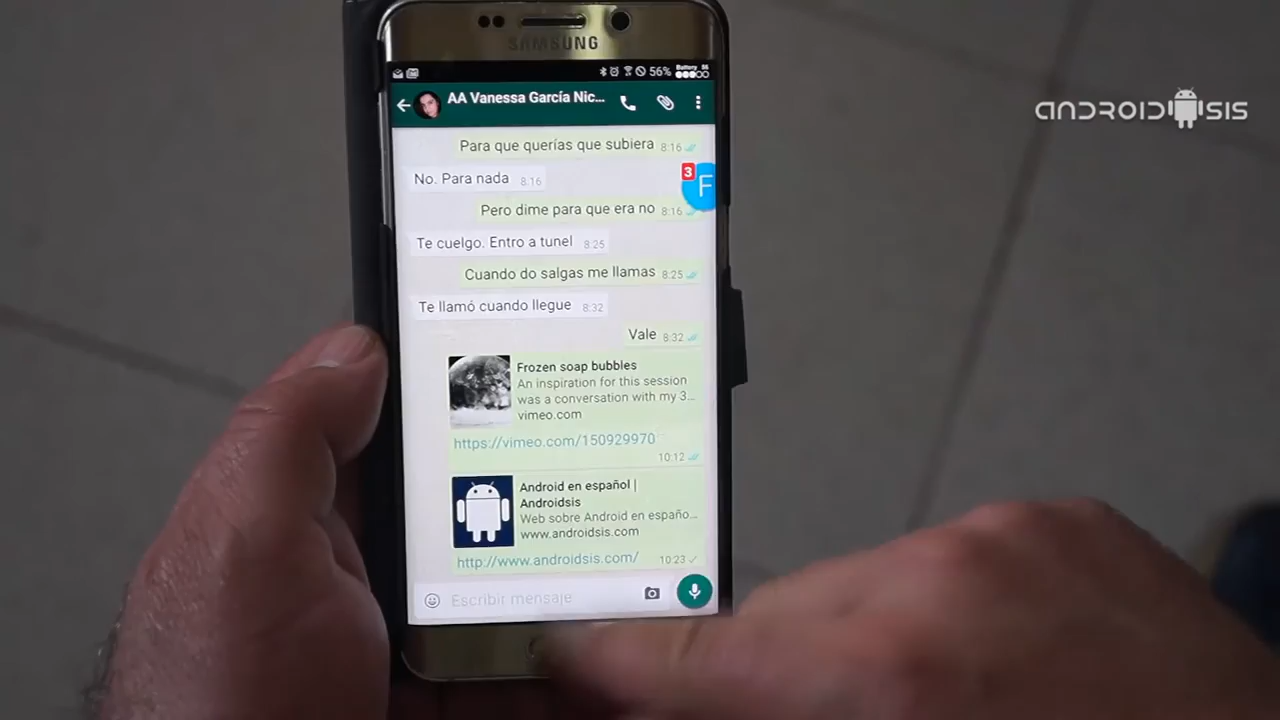 SAMSUNG
56%
Battery 56
AA Vanessa García Nic...
ANDROIDSIS
Para que querías que subiera 8:16
3
F
No. Para nada 8:16
Pero dime para que era no 8:16
Te cuelgo. Entro a tunel 8:25
Cuando do salgas me llamas 8:25
Te llamó cuando llegue 8:32
Vale 8:32
Frozen soap bubbles
An inspiration for this session
was a conversation with my 3...
vimeo.com
https://vimeo.com/150929970
10:12
Android en español |
Androidsis
Web sobre Android en españo...
www.androidsis.com
http://www.androidsis.com/ 10:23
Escribir mensaje